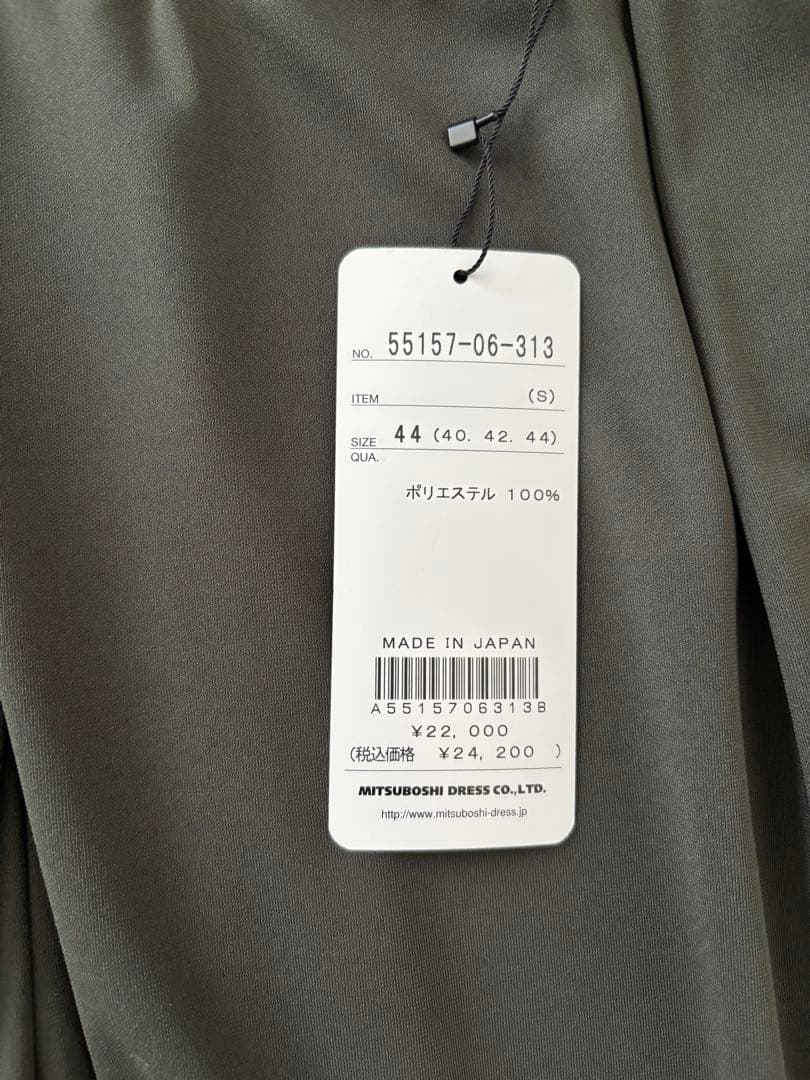 NO. 55157-06-313
ITEM (S)
SIZE 44 (40. 42. 44)
QUA.
ポリエステル 100%
MADE IN JAPAN
A5515706313B
¥22, 000
(税込価格 ¥24, 200 )
MITSUBOSHI DRESS CO.,LTD.
http://www.mitsuboshi-dress.jp